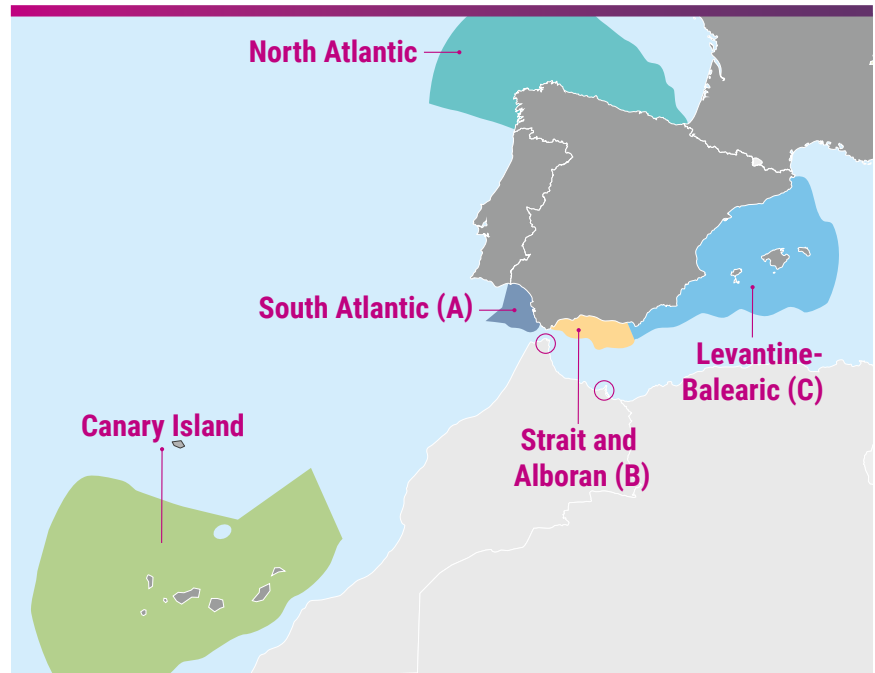 North Atlantic
South Atlantic (A)
Levantine-
Balearic (C)
Canary Island
Strait and
Alboran (B)